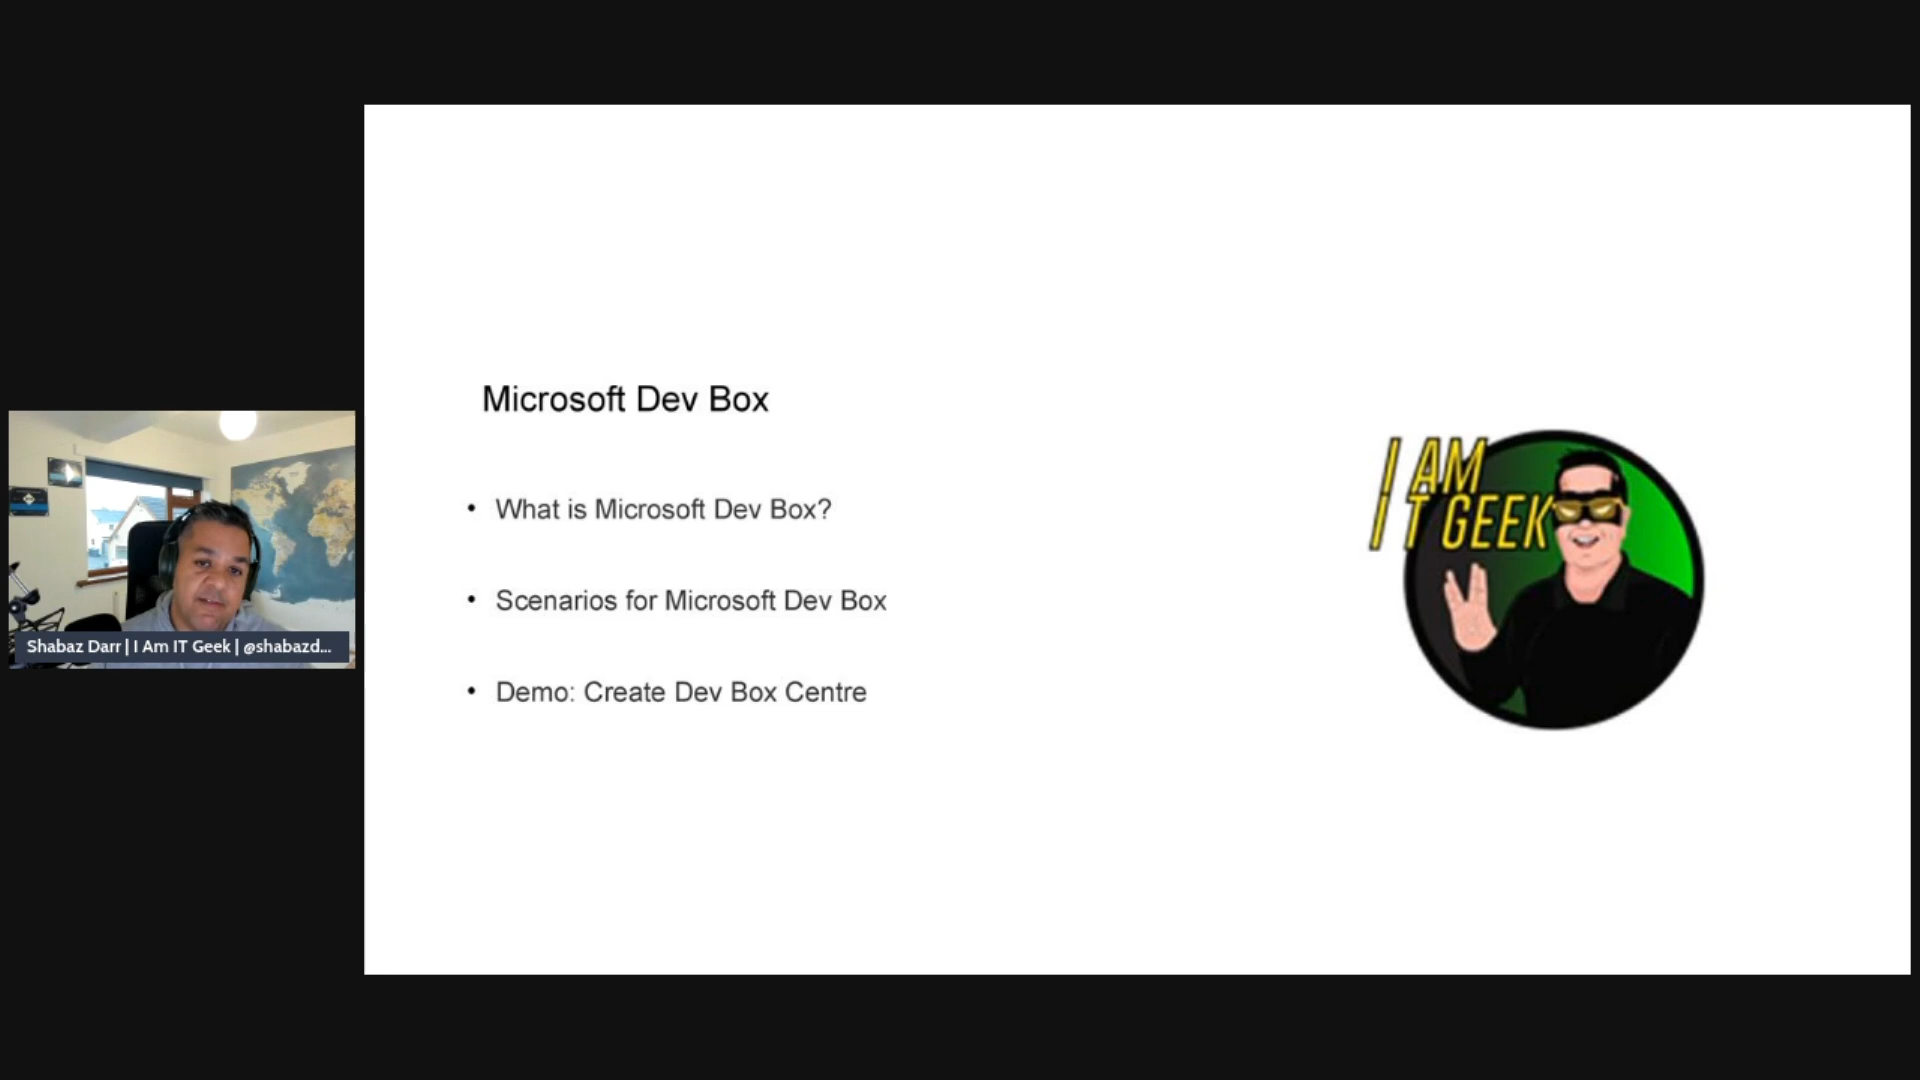 Microsoft Dev Box
• What is Microsoft Dev Box?
• Scenarios for Microsoft Dev Box
• Demo: Create Dev Box Centre
I AM
IT GEEK
Shabaz Darr | I Am IT Geek | @shabazd...